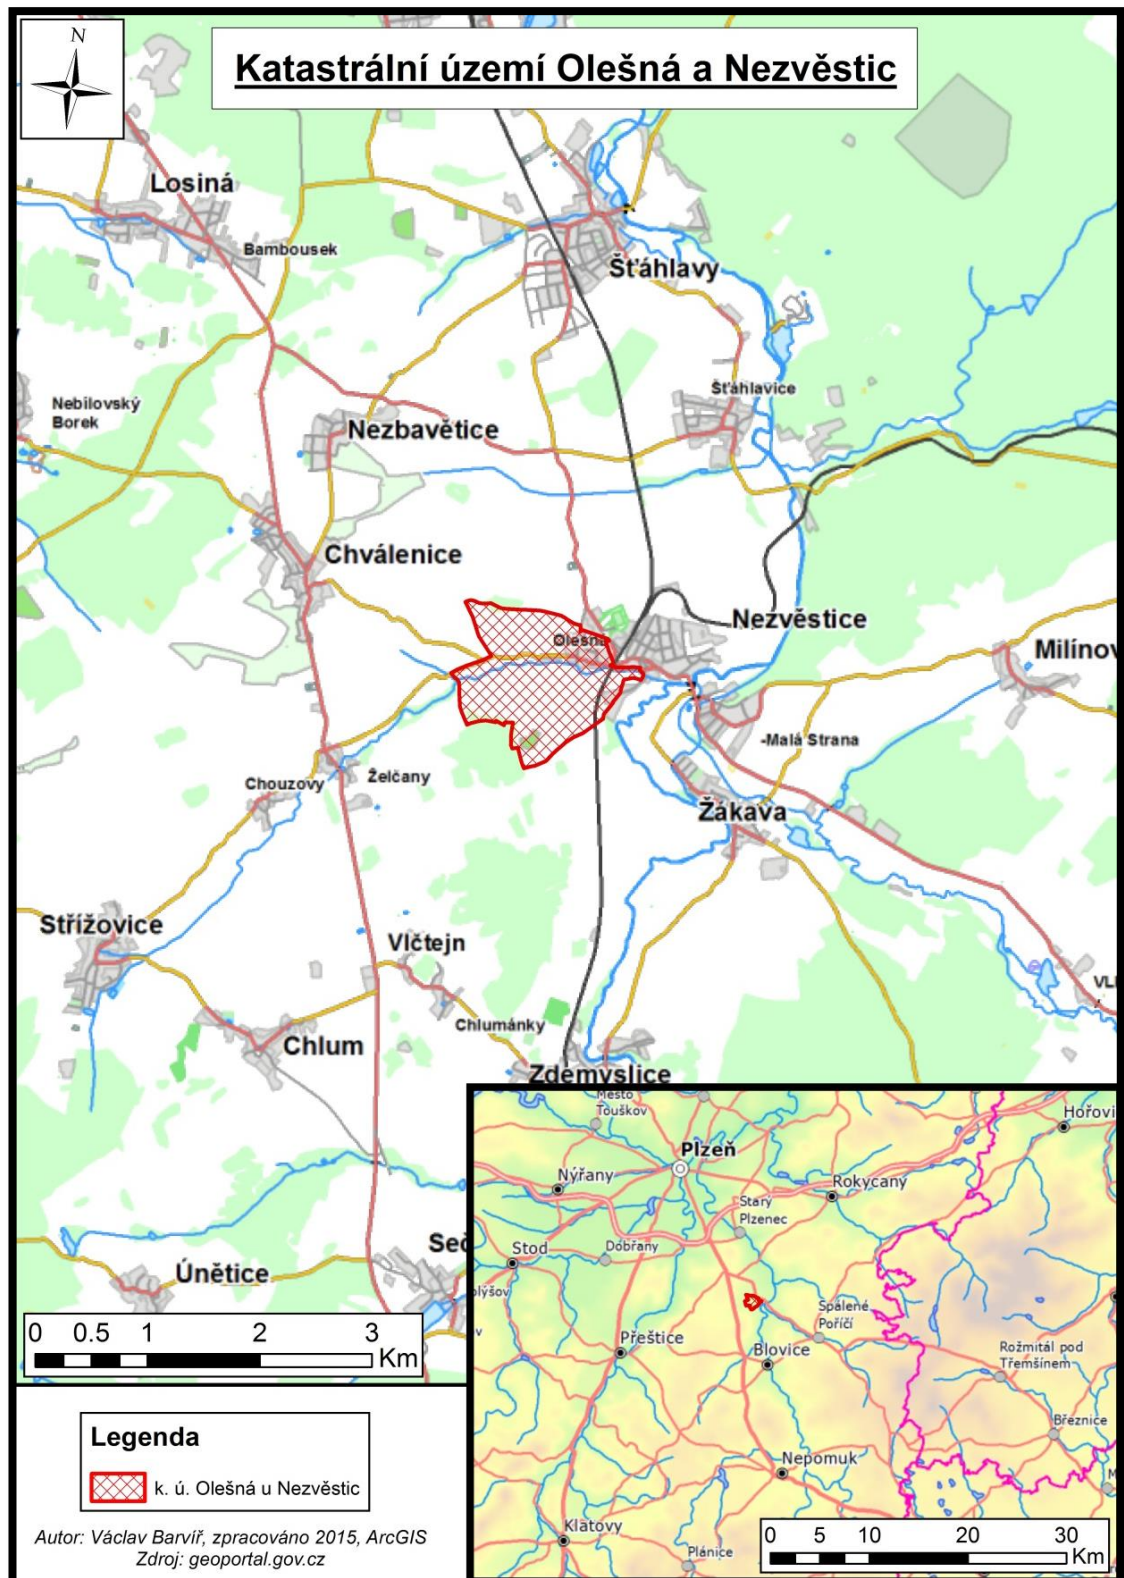 N
Katastrální území Olešná a Nezvěstic
Losiná
Bambousek
Šťáhlavy
Nebílovský
Borek
Šťáhlavice
Nezbavětice
Chválenice
Nezvěstice
Olešná
Milínov
-Malá Strana
Želčany
Chouzovy
Žákava
Střížovice
Vlčtejn
Chlumánky
Chlum
Zdemyslice
Únětice
0 0.5 1 2 3
Km
Město
Touškov
Hořovi
Plzeň
Nýřany
Rokycany
Starý
Plzenec
Stod
Dobřany
olýšov
Spálené
Poříčí
Přeštice
Blovice
Rožmitál pod
Třemšínem
Březnice
Nepomuk
Klatovy
Plánice
0 5 10 20 30
Km
Legenda
k. ú. Olešná u Nezvěstic
Autor: Václav Barvíř, zpracováno 2015, ArcGIS
Zdroj: geoportal.gov.cz